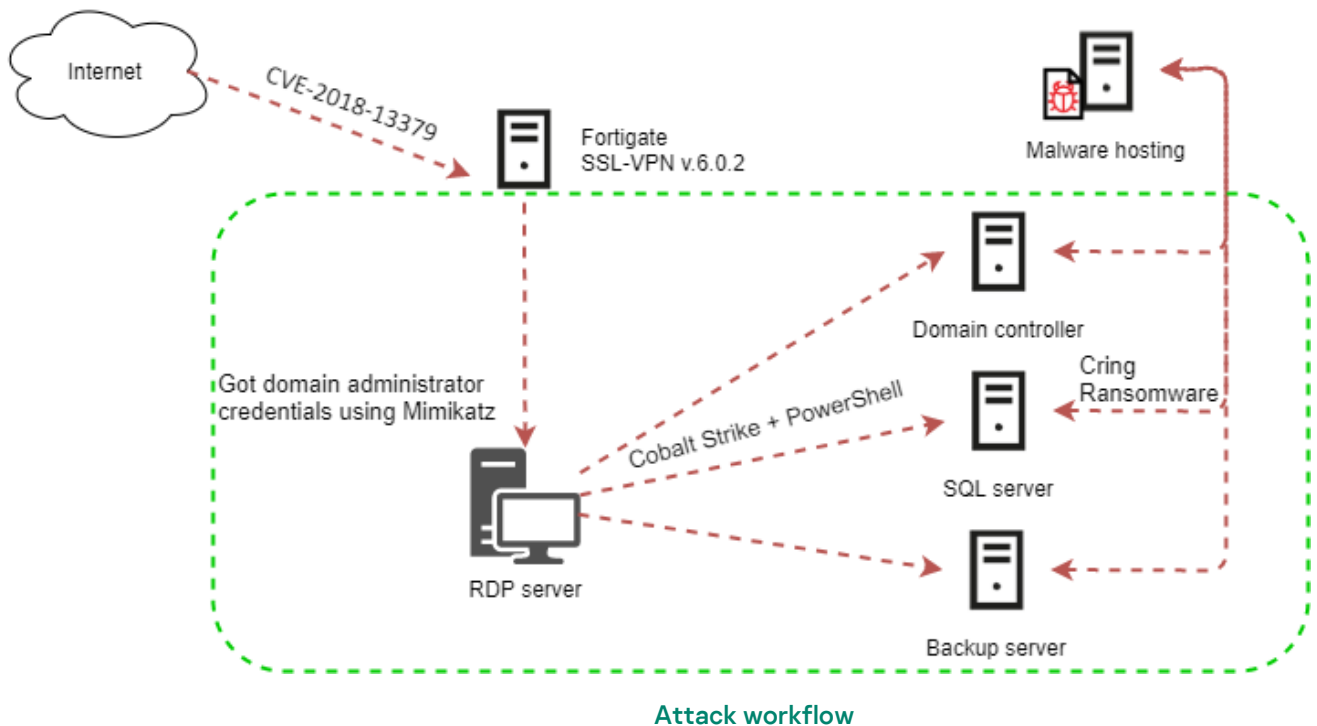 Internet
CVE-2018-13379
Fortigate
SSL-VPN v.6.0.2
Malware hosting
Domain controller
Got domain administrator
credentials using Mimikatz
Cobalt Strike + PowerShell
Cring
Ransomware
SQL server
RDP server
Backup server
Attack workflow